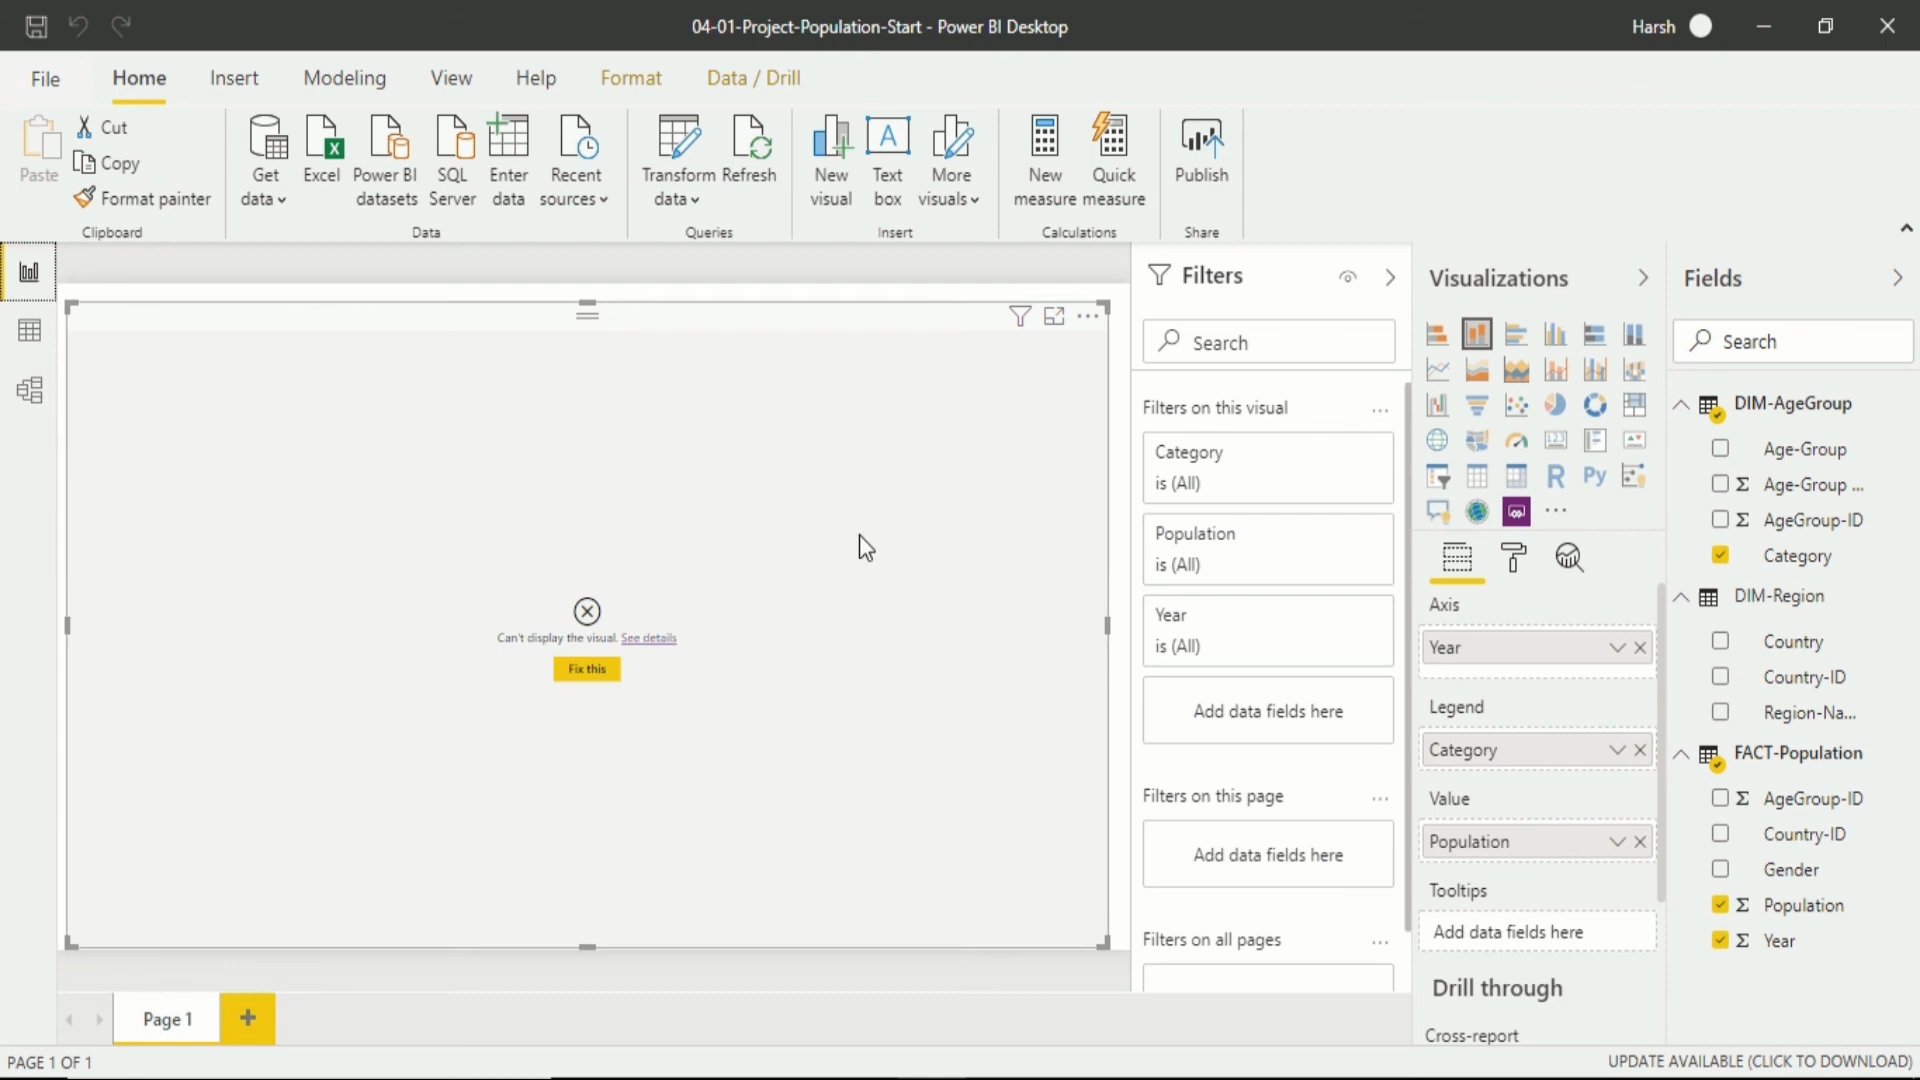 04-01-Project-Population-Start - Power BI Desktop
Harsh
File Home Insert Modeling View Help Format Data / Drill
Paste
Cut
Copy
Format painter
Clipboard
Get data
Excel
Power BI datasets
SQL Server
Enter data
Recent sources
Data
Transform data
Refresh
Queries
New visual
Text box
More visuals
Insert
New measure
Quick measure
Calculations
Publish
Share
Can't display the visual. See details
Fix this
Filters
Search
Filters on this visual ...
Category
is (All)
Population
is (All)
Year
is (All)
Add data fields here
Filters on this page ...
Add data fields here
Filters on all pages ...
Visualizations
123
R
Py
...
Axis
Year
Legend
Category
Value
Population
Tooltips
Add data fields here
Drill through
Cross-report
Fields
Search
DIM-AgeGroup
Age-Group
Σ Age-Group ...
Σ AgeGroup-ID
Category
DIM-Region
Country
Country-ID
Region-Na...
FACT-Population
Σ AgeGroup-ID
Country-ID
Gender
Σ Population
Σ Year
Page 1
PAGE 1 OF 1
UPDATE AVAILABLE (CLICK TO DOWNLOAD)